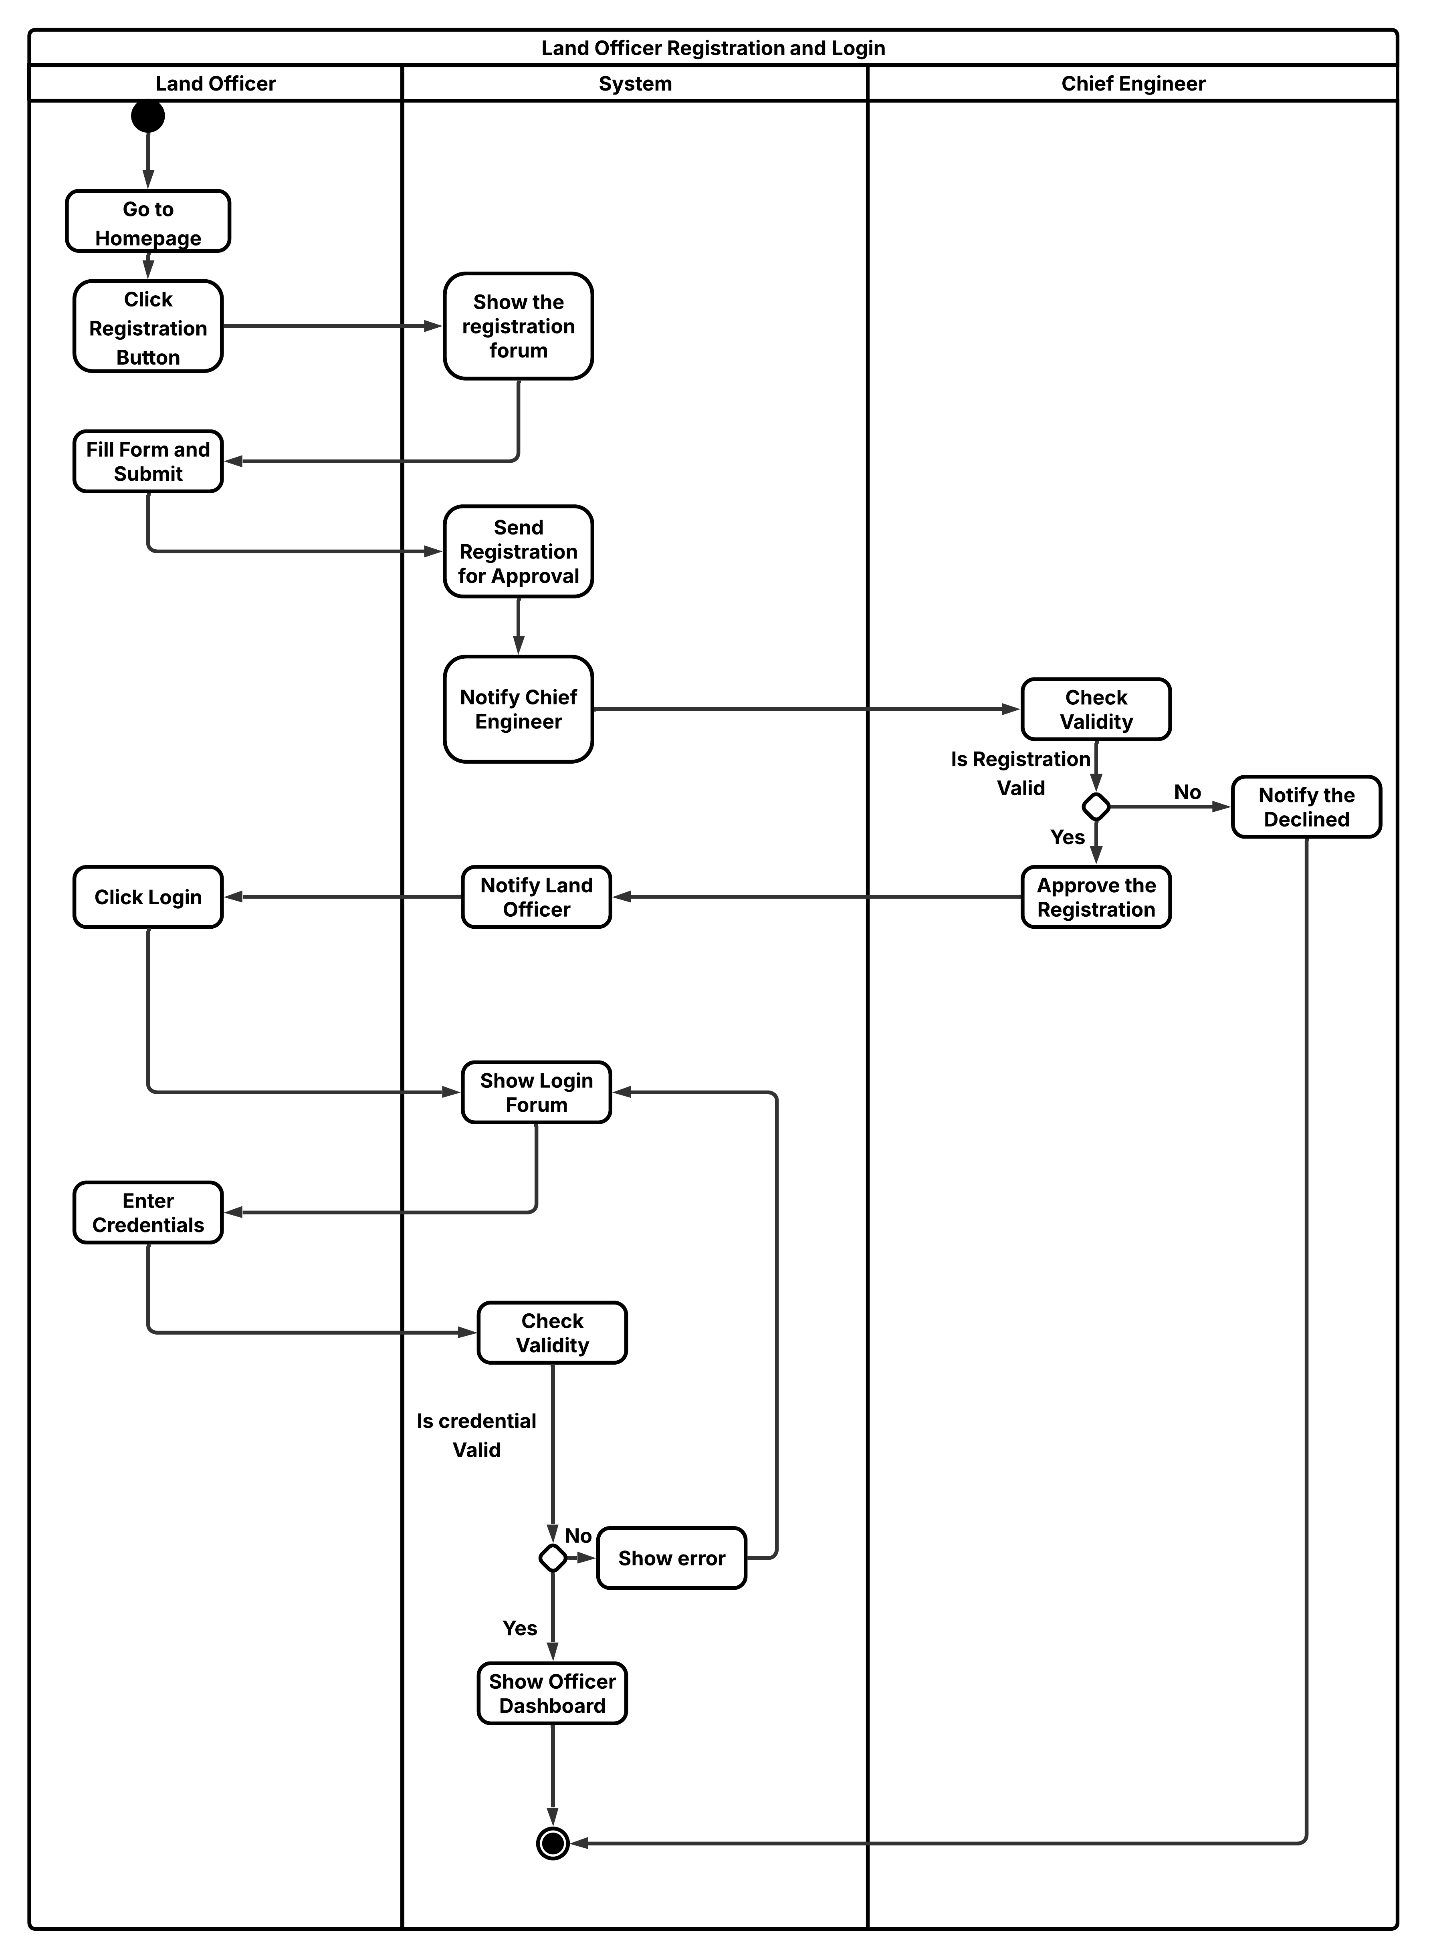 Land Officer Registration and Login
Land Officer
System
Chief Engineer
Go to
Homepage
Click
Registration
Button
Show the
registration
forum
Fill Form and
Submit
Send
Registration
for Approval
Notify Chief
Engineer
Check
Validity
Is Registration
Valid
No
Notify the
Declined
Yes
Click Login
Notify Land
Officer
Approve the
Registration
Show Login
Forum
Enter
Credentials
Check
Validity
Is credential
Valid
No
Show error
Yes
Show Officer
Dashboard